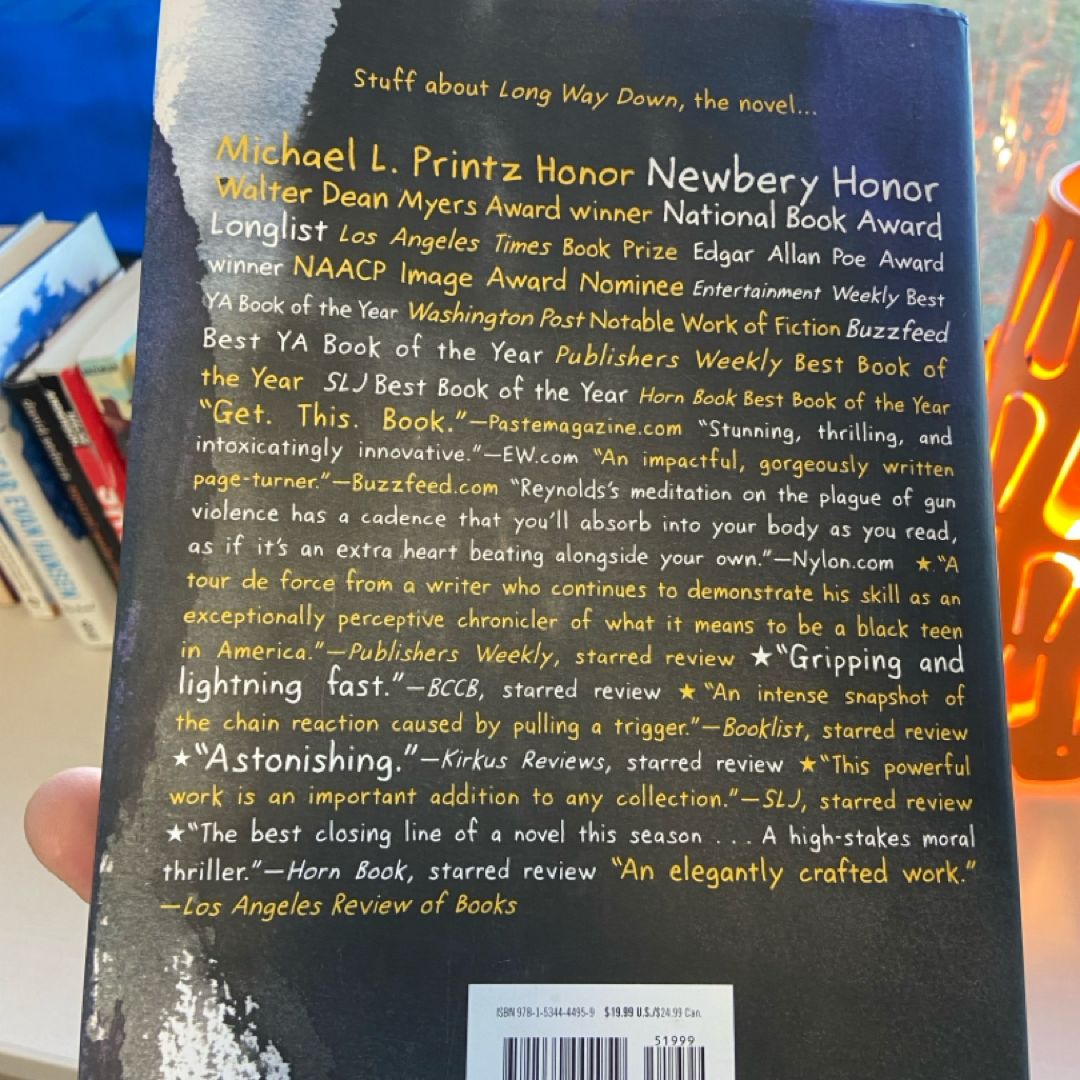 Stuff about Long Way Down, the novel...
Michael L. Printz Honor Newbery Honor
Walter Dean Myers Award winner National Book Award
Longlist Los Angeles Times Book Prize Edgar Allan Poe Award
winner NAACP Image Award Nominee Entertainment Weekly Best
YA Book of the Year Washington Post Notable Work of Fiction Buzzfeed
Best YA Book of the Year Publishers Weekly Best Book of
the Year SLJ Best Book of the Year Horn Book Best Book of the Year
“Get. This. Book.”—Pastemagazine.com “Stunning, thrilling, and
intoxicatingly innovative.”—EW.com “An impactful, gorgeously written
page-turner.”—Buzzfeed.com “Reynolds’s meditation on the plague of gun
violence has a cadence that you’ll absorb into your body as you read,
as if it’s an extra heart beating alongside your own.”—Nylon.com ★“A
tour de force from a writer who continues to demonstrate his skill as an
exceptionally perceptive chronicler of what it means to be a black teen
in America.”—Publishers Weekly, starred review ★“Gripping and
lightning fast.”—BCCB, starred review ★“An intense snapshot of
the chain reaction caused by pulling a trigger.”—Booklist, starred review
★“Astonishing.”—Kirkus Reviews, starred review ★“This powerful
work is an important addition to any collection.”—SLJ, starred review
★“The best closing line of a novel this season . . . A high-stakes moral
thriller.”—Horn Book, starred review “An elegantly crafted work.”
—Los Angeles Review of Books
ISBN 978-1-5344-4495-9 $19.99 U.S./$24.99 Can.
51999
EVAN HANSEN